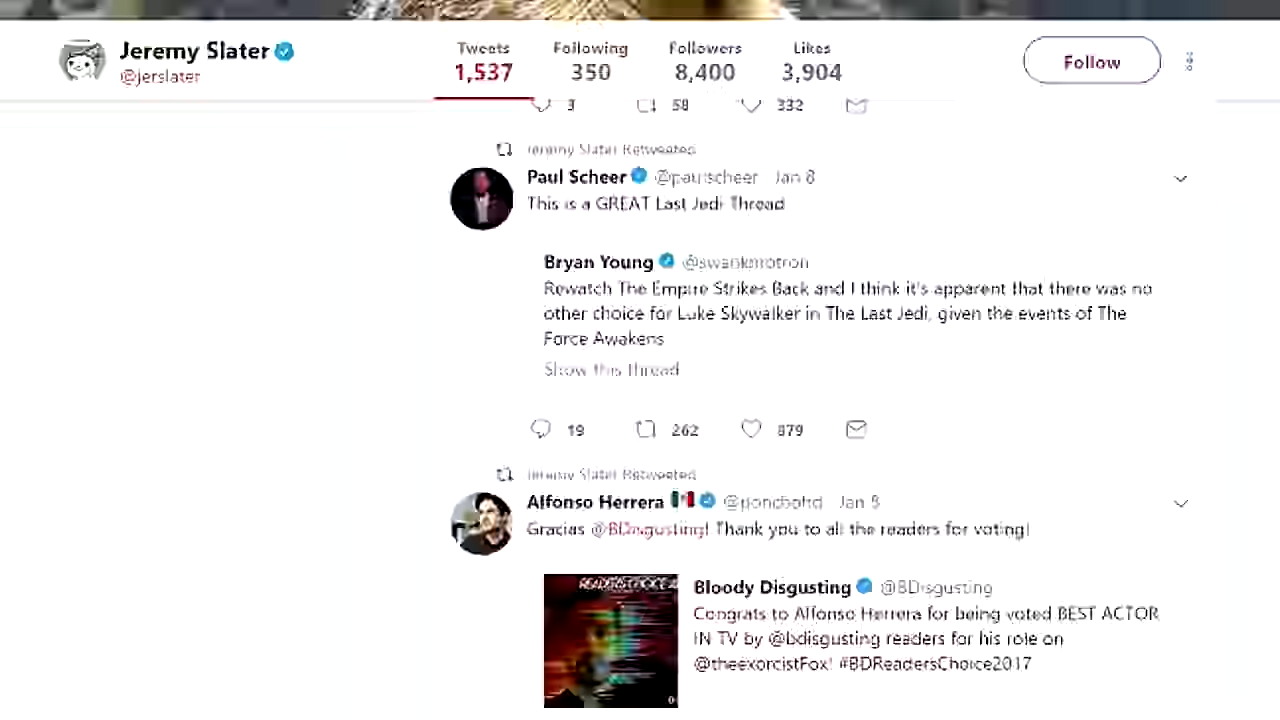 Jeremy Slater
@jerslater
Tweets Following Followers Likes
1,537 350 8,400 3,904
Follow
3 58 332
Jeremy Slater Retweeted
Paul Scheer @paulscheer Jan 8
This is a GREAT Last Jedi Thread
Bryan Young @swankmotron
Rewatch The Empire Strikes Back and I think it's apparent that there was no
other choice for Luke Skywalker in The Last Jedi, given the events of The
Force Awakens
Show this thread
19 262 879
Jeremy Slater Retweeted
Alfonso Herrera @ponchohd Jan 8
Gracias @BDisgusting! Thank you to all the readers for voting!
Bloody Disgusting @BDisgusting
Congrats to Alfonso Herrera for being voted BEST ACTOR
IN TV by @bdisgusting readers for his role on
@theexorcistFox! #BDReadersChoice2017